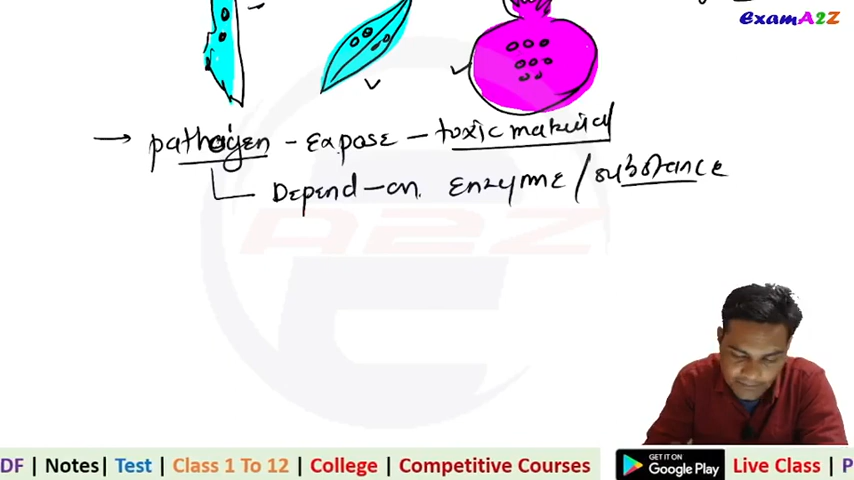 ExamA2Z
→ pathogen - Expose - toxic material
Depend - on Enzyme / substance
A2Z
DF | Notes| Test | Class 1 To 12 | College | Competitive Courses
GET IT ON
Google Play
Live Class | P